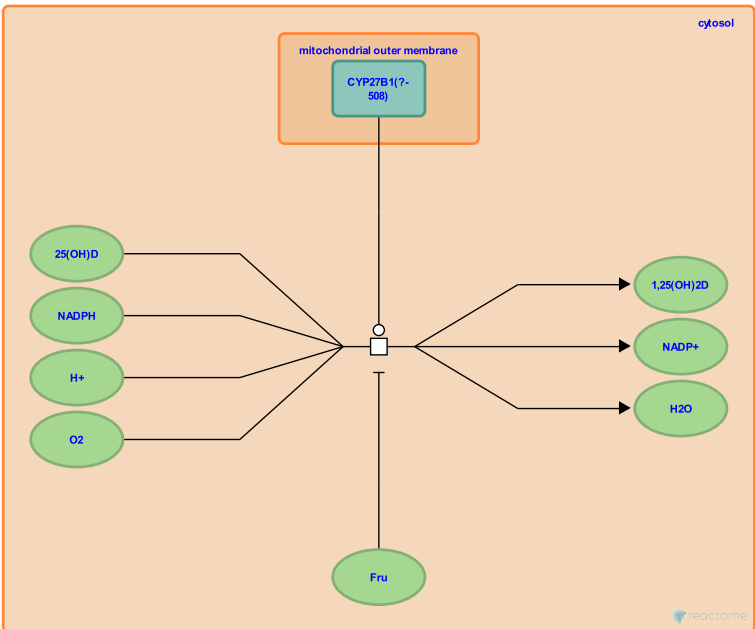 cytosol
mitochondrial outer membrane
CYP27B1(?-
508)
25(OH)D
NADPH
H+
O2
1,25(OH)2D
NADP+
H2O
Fru
reactome